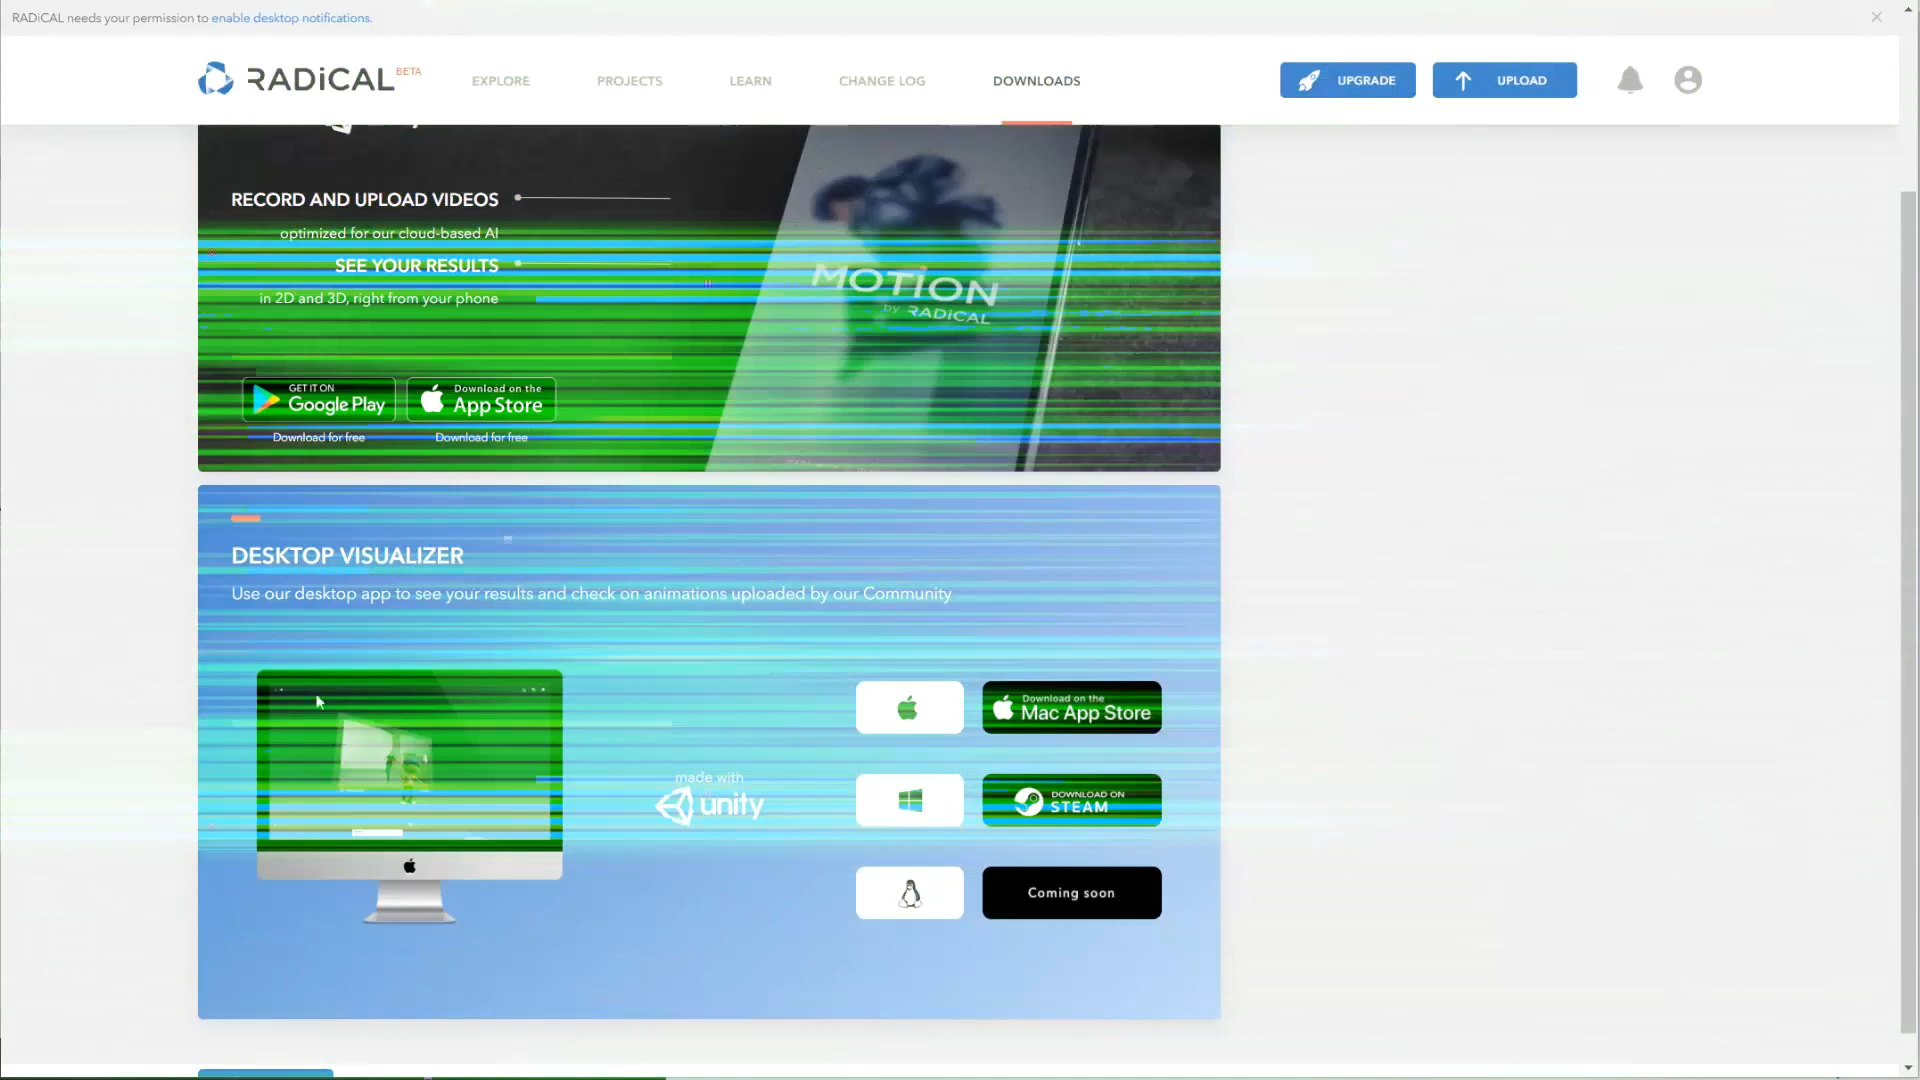 RADiCAL needs your permission to enable desktop notifications.
RADiCAL BETA
EXPLORE
PROJECTS
LEARN
CHANGE LOG
DOWNLOADS
UPGRADE
UPLOAD
RECORD AND UPLOAD VIDEOS
optimized for our cloud-based AI
SEE YOUR RESULTS
in 2D and 3D, right from your phone
MOTiON
by RADiCAL
GET IT ON
Google Play
Download on the
App Store
Download for free
Download for free
DESKTOP VISUALIZER
Use our desktop app to see your results and check on animations uploaded by our Community
made with
unity
Download on the
Mac App Store
DOWNLOAD ON
STEAM
Coming soon